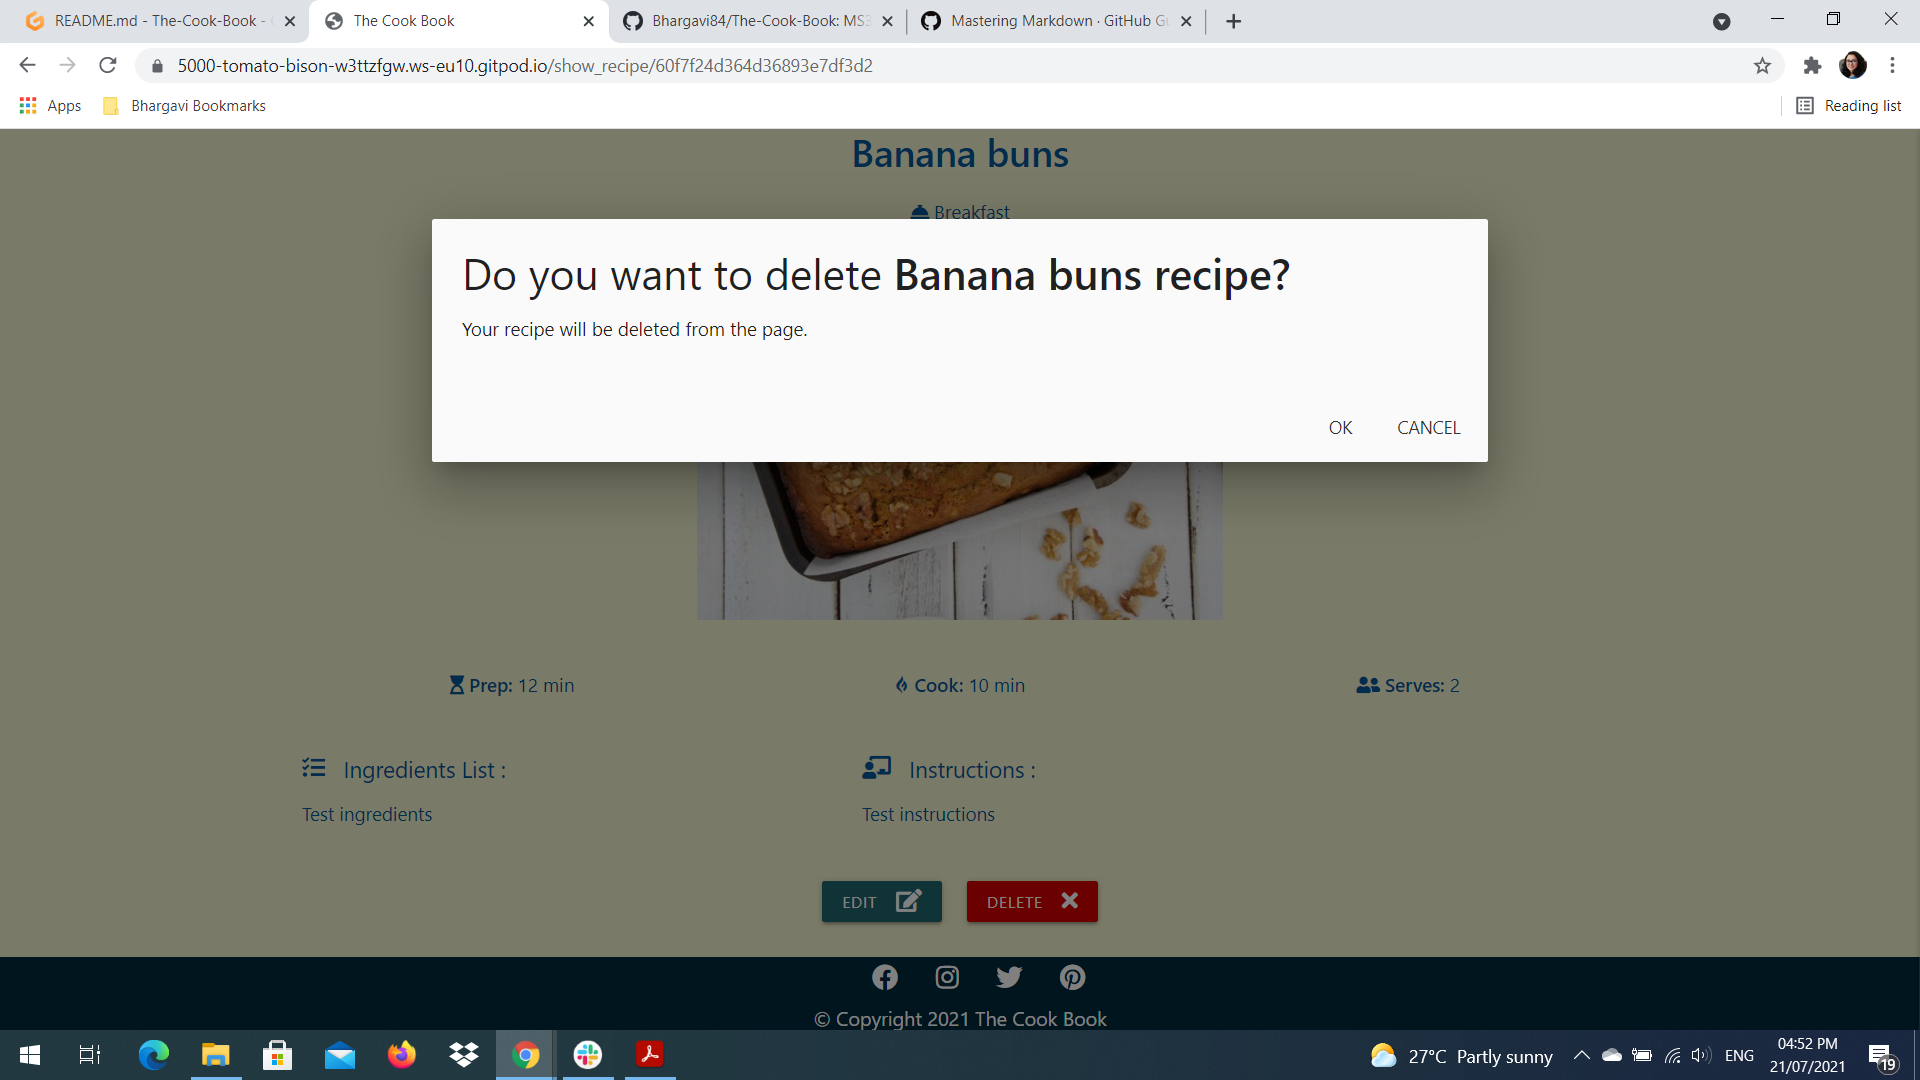 README.md - The-Cook-Book -
The Cook Book
Bhargavi84/The-Cook-Book: MS3
Mastering Markdown · GitHub Gu
5000-tomato-bison-w3ttzfgw.ws-eu10.gitpod.io/show_recipe/60f7f24d364d36893e7df3d2
Apps
Bhargavi Bookmarks
Reading list
Banana buns
Breakfast
Do you want to delete Banana buns recipe?
Your recipe will be deleted from the page.
OK
CANCEL
Prep: 12 min
Cook: 10 min
Serves: 2
Ingredients List :
Instructions :
Test ingredients
Test instructions
EDIT
DELETE
© Copyright 2021 The Cook Book
27°C Partly sunny
ENG
04:52 PM
21/07/2021
19